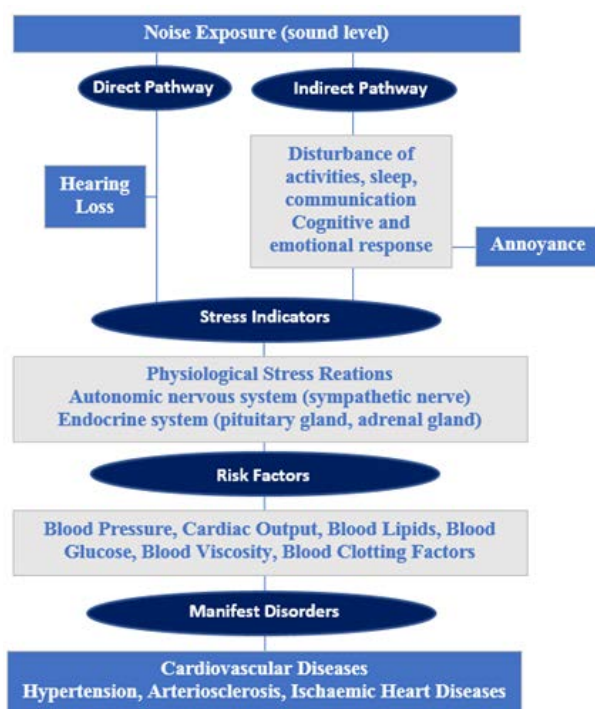 Noise Exposure (sound level)
Direct Pathway
Indirect Pathway
Hearing
Loss
Disturbance of
activities, sleep,
communication
Cognitive and
emotional response
Annoyance
Stress Indicators
Physiological Stress Reations
Autonomic nervous system (sympathetic nerve)
Endocrine system (pituitary gland, adrenal gland)
Risk Factors
Blood Pressure, Cardiac Output, Blood Lipids, Blood
Glucose, Blood Viscosity, Blood Clotting Factors
Manifest Disorders
Cardiovascular Diseases
Hypertension, Arteriosclerosis, Ischaemic Heart Diseases